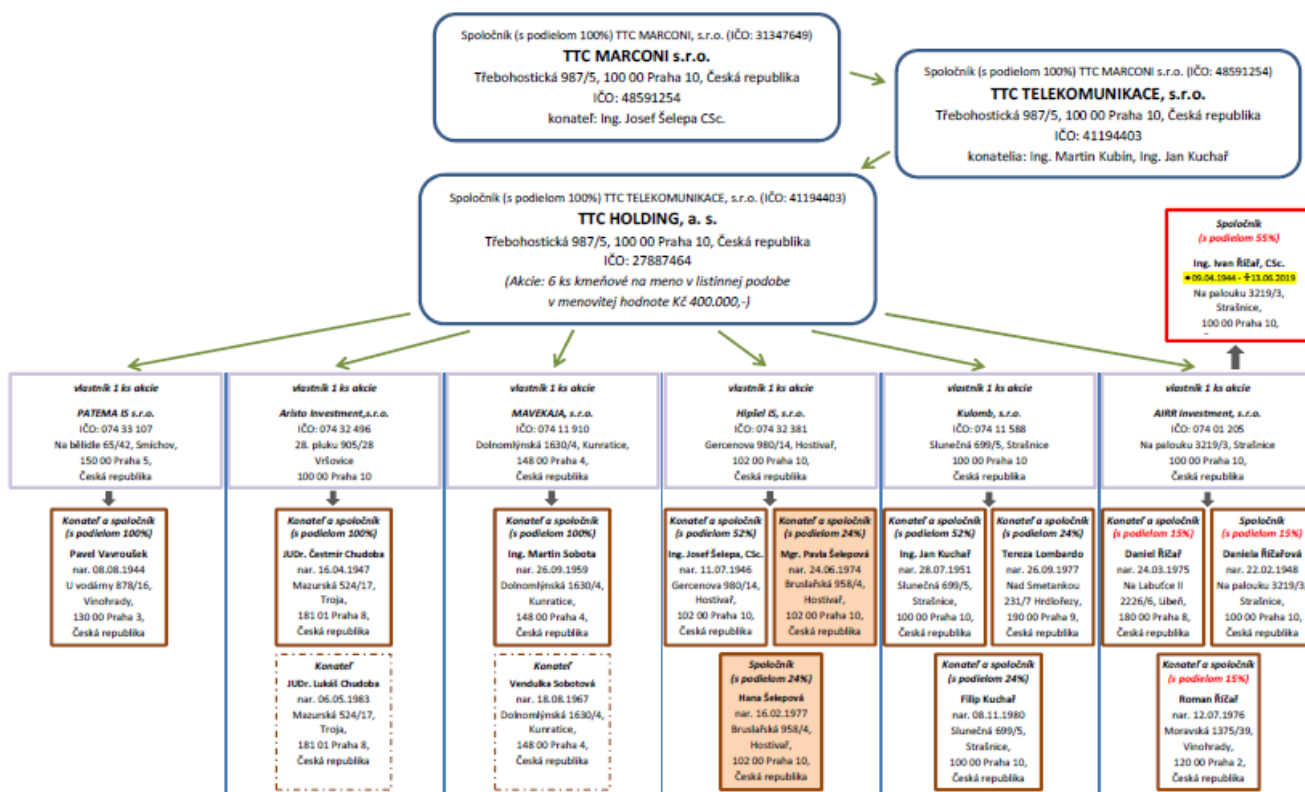 Spoločník (s podielom 100%) TTC MARCONI, s.r.o. (IČO: 31347649)
TTC MARCONI s.r.o.
Třebohostická 987/5, 100 00 Praha 10, Česká republika
IČO: 48591254
konateľ: Ing. Josef Šelepa CSc.
Spoločník (s podielom 100%) TTC MARCONI s.r.o. (IČO: 48591254)
TTC TELEKOMUNIKACE, s.r.o.
Třebohostická 987/5, 100 00 Praha 10, Česká republika
IČO: 41194403
konatelia: Ing. Martin Kubín, Ing. Jan Kuchař
Spoločník (s podielom 100%) TTC TELEKOMUNIKACE, s.r.o. (IČO: 41194403)
TTC HOLDING, a. s.
Třebohostická 987/5, 100 00 Praha 10, Česká republika
IČO: 27887464
(Akcie: 6 ks kmeňové na meno v listinnej podobe
v menovitej hodnote Kč 400.000,-)
Spoločník
(s podielom 55%)
Ing. Ivan Říčař, CSc.
✶09.04.1944 - ✝13.06.2019
Na palouku 3219/3,
Strašnice,
100 00 Praha 10,
vlastník 1 ks akcie
PATEMA IS s.r.o.
IČO: 074 33 107
Na bělidle 65/42, Smíchov,
150 00 Praha 5,
Česká republika
vlastník 1 ks akcie
Aristo Investment,s.r.o.
IČO: 074 32 496
28. pluku 905/28
Vršovice
100 00 Praha 10
vlastník 1 ks akcie
MAVEKAJA, s.r.o.
IČO: 074 11 910
Dolnomlýnská 1630/4, Kunratice,
148 00 Praha 4,
Česká republika
vlastník 1 ks akcie
Hipšel IS, s.r.o.
IČO: 074 32 381
Gercenova 980/14, Hostivař,
102 00 Praha 10,
Česká republika
vlastník 1 ks akcie
Kulomb, s.r.o.
IČO: 074 11 588
Slunečná 699/5, Strašnice
100 00 Praha 10
Česká republika
vlastník 1 ks akcie
AIRR Investment, s.r.o.
IČO: 074 01 205
Na palouku 3219/3, Strašnice
100 00 Praha 10,
Česká republika
Konateľ a spoločník
(s podielom 100%)
Pavel Vavroušek
nar. 08.08.1944
U vodárny 878/16,
Vinohrady,
130 00 Praha 3,
Česká republika
Konateľ a spoločník
(s podielom 100%)
JUDr. Čestmír Chudoba
nar. 16.04.1947
Mazurská 524/17,
Troja,
181 01 Praha 8,
Česká republika
Konateľ a spoločník
(s podielom 100%)
Ing. Martin Sobota
nar. 26.09.1959
Dolnomlýnská 1630/4,
Kunratice,
148 00 Praha 4,
Česká republika
Konateľ a spoločník
(s podielom 52%)
Ing. Josef Šelepa, CSc.
nar. 11.07.1946
Gercenova 980/14,
Hostivař,
102 00 Praha 10,
Česká republika
Konateľ a spoločník
(s podielom 24%)
Mgr. Pavla Šelepová
nar. 24.06.1974
Bruslařská 958/4,
Hostivař,
102 00 Praha 10,
Česká republika
Konateľ a spoločník
(s podielom 52%)
Ing. Jan Kuchař
nar. 28.07.1951
Slunečná 699/5,
Strašnice,
100 00 Praha 10,
Česká republika
Konateľ a spoločník
(s podielom 24%)
Tereza Lombardo
nar. 26.09.1977
Nad Smetankou
231/7 Hrdlořezy,
190 00 Praha 9,
Česká republika
Konateľ a spoločník
(s podielom 15%)
Daniel Říčař
nar. 24.03.1975
Na Labuťce II
2226/6, Libeň,
180 00 Praha 8,
Česká republika
Spoločník
(s podielom 15%)
Daniela Říčařová
nar. 22.02.1948
Na palouku 3219/3
Strašnice,
100 00 Praha 10,
Česká republika
Konateľ
JUDr. Lukáš Chudoba
nar. 06.05.1983
Mazurská 524/17,
Troja,
181 01 Praha 8,
Česká republika
Konateľ
Vendulka Sobotová
nar. 18.08.1967
Dolnomlýnská 1630/4,
Kunratice,
148 00 Praha 4,
Česká republika
Spoločník
(s podielom 24%)
Hana Šelepová
nar. 16.02.1977
Bruslařská 958/4,
Hostivař,
102 00 Praha 10,
Česká republika
Konateľ a spoločník
(s podielom 24%)
Filip Kuchař
nar. 08.11.1980
Slunečná 699/5,
Strašnice,
100 00 Praha 10,
Česká republika
Konateľ a spoločník
(s podielom 15%)
Roman Říčař
nar. 12.07.1976
Moravská 1375/39,
Vinohrady,
120 00 Praha 2,
Česká republika